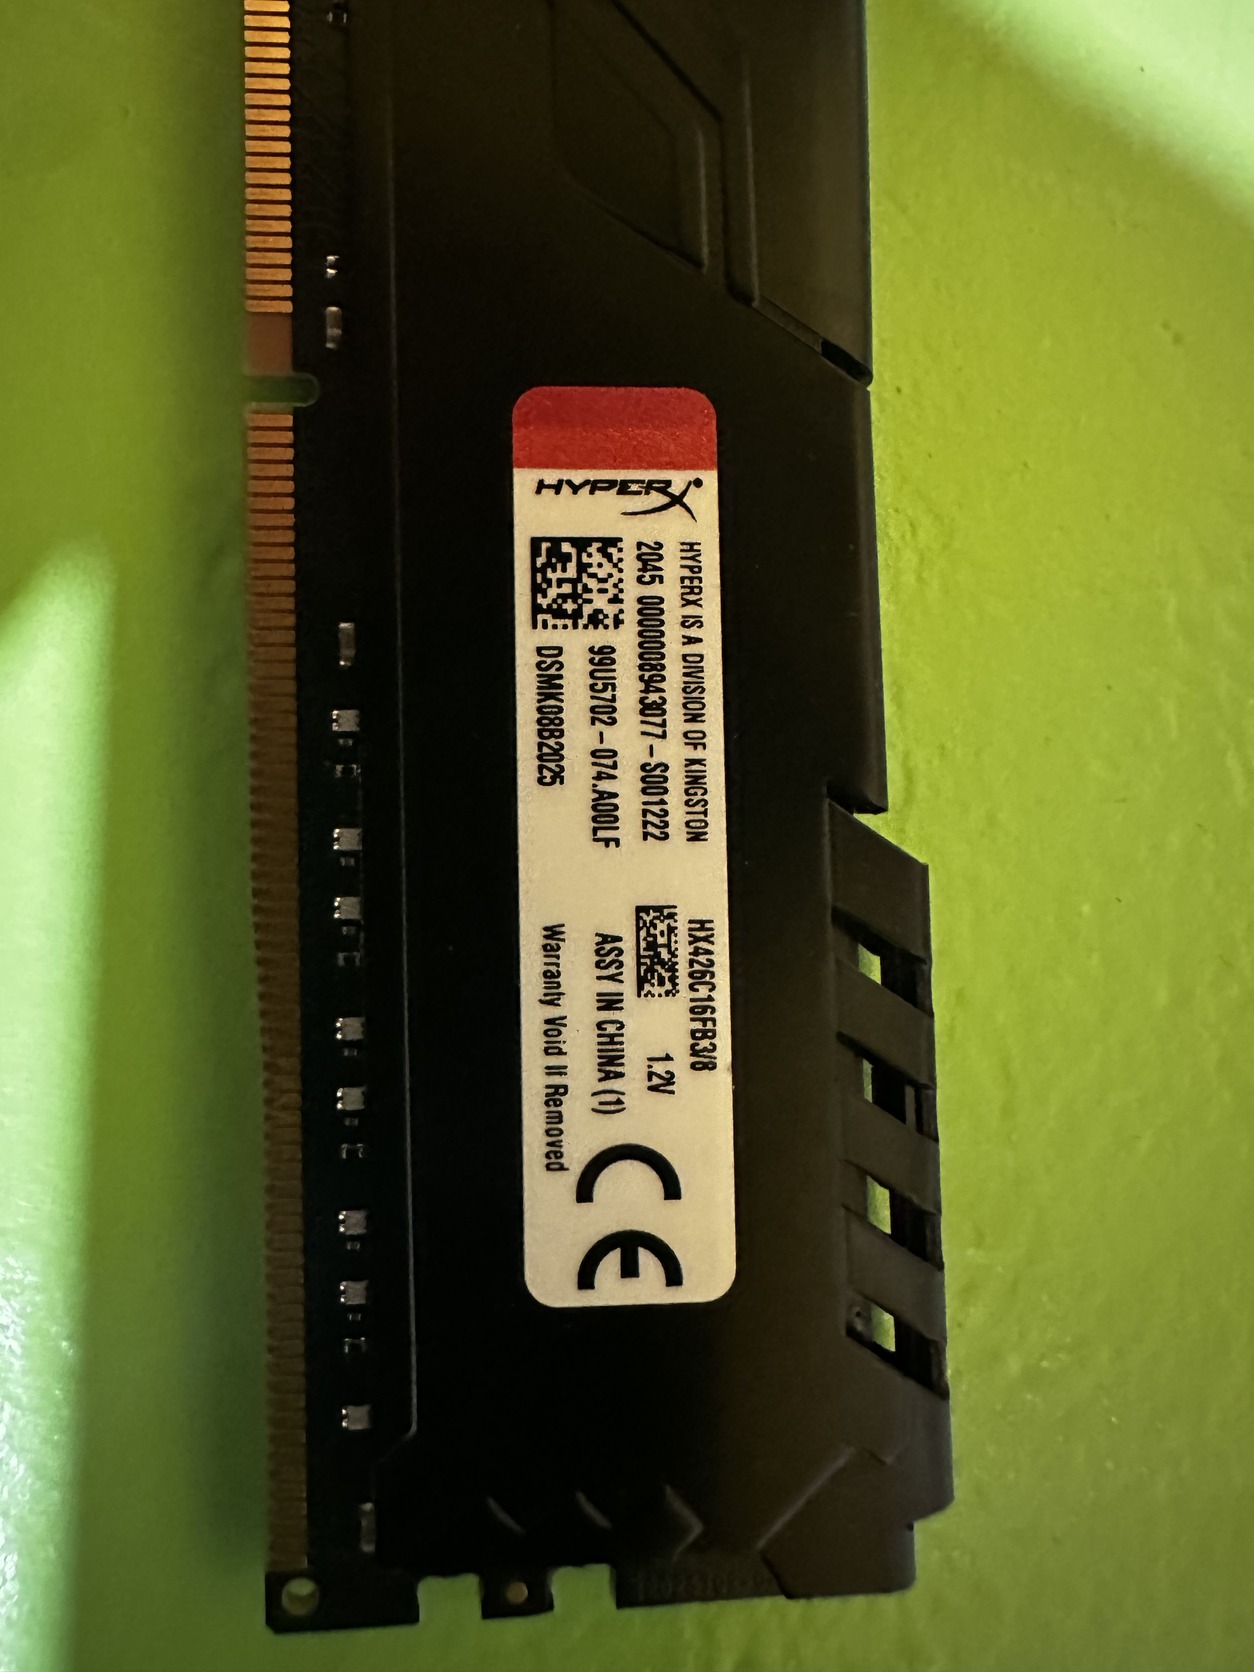 HYPERX
HYPERX IS A DIVISION OF KINGSTON
2045 0000008943077-S001222
99U5702-074.A00LF
DSMK08B2025
HX426C16FB3/8
1.2V
ASSY IN CHINA (1)
Warranty Void If Removed
CE